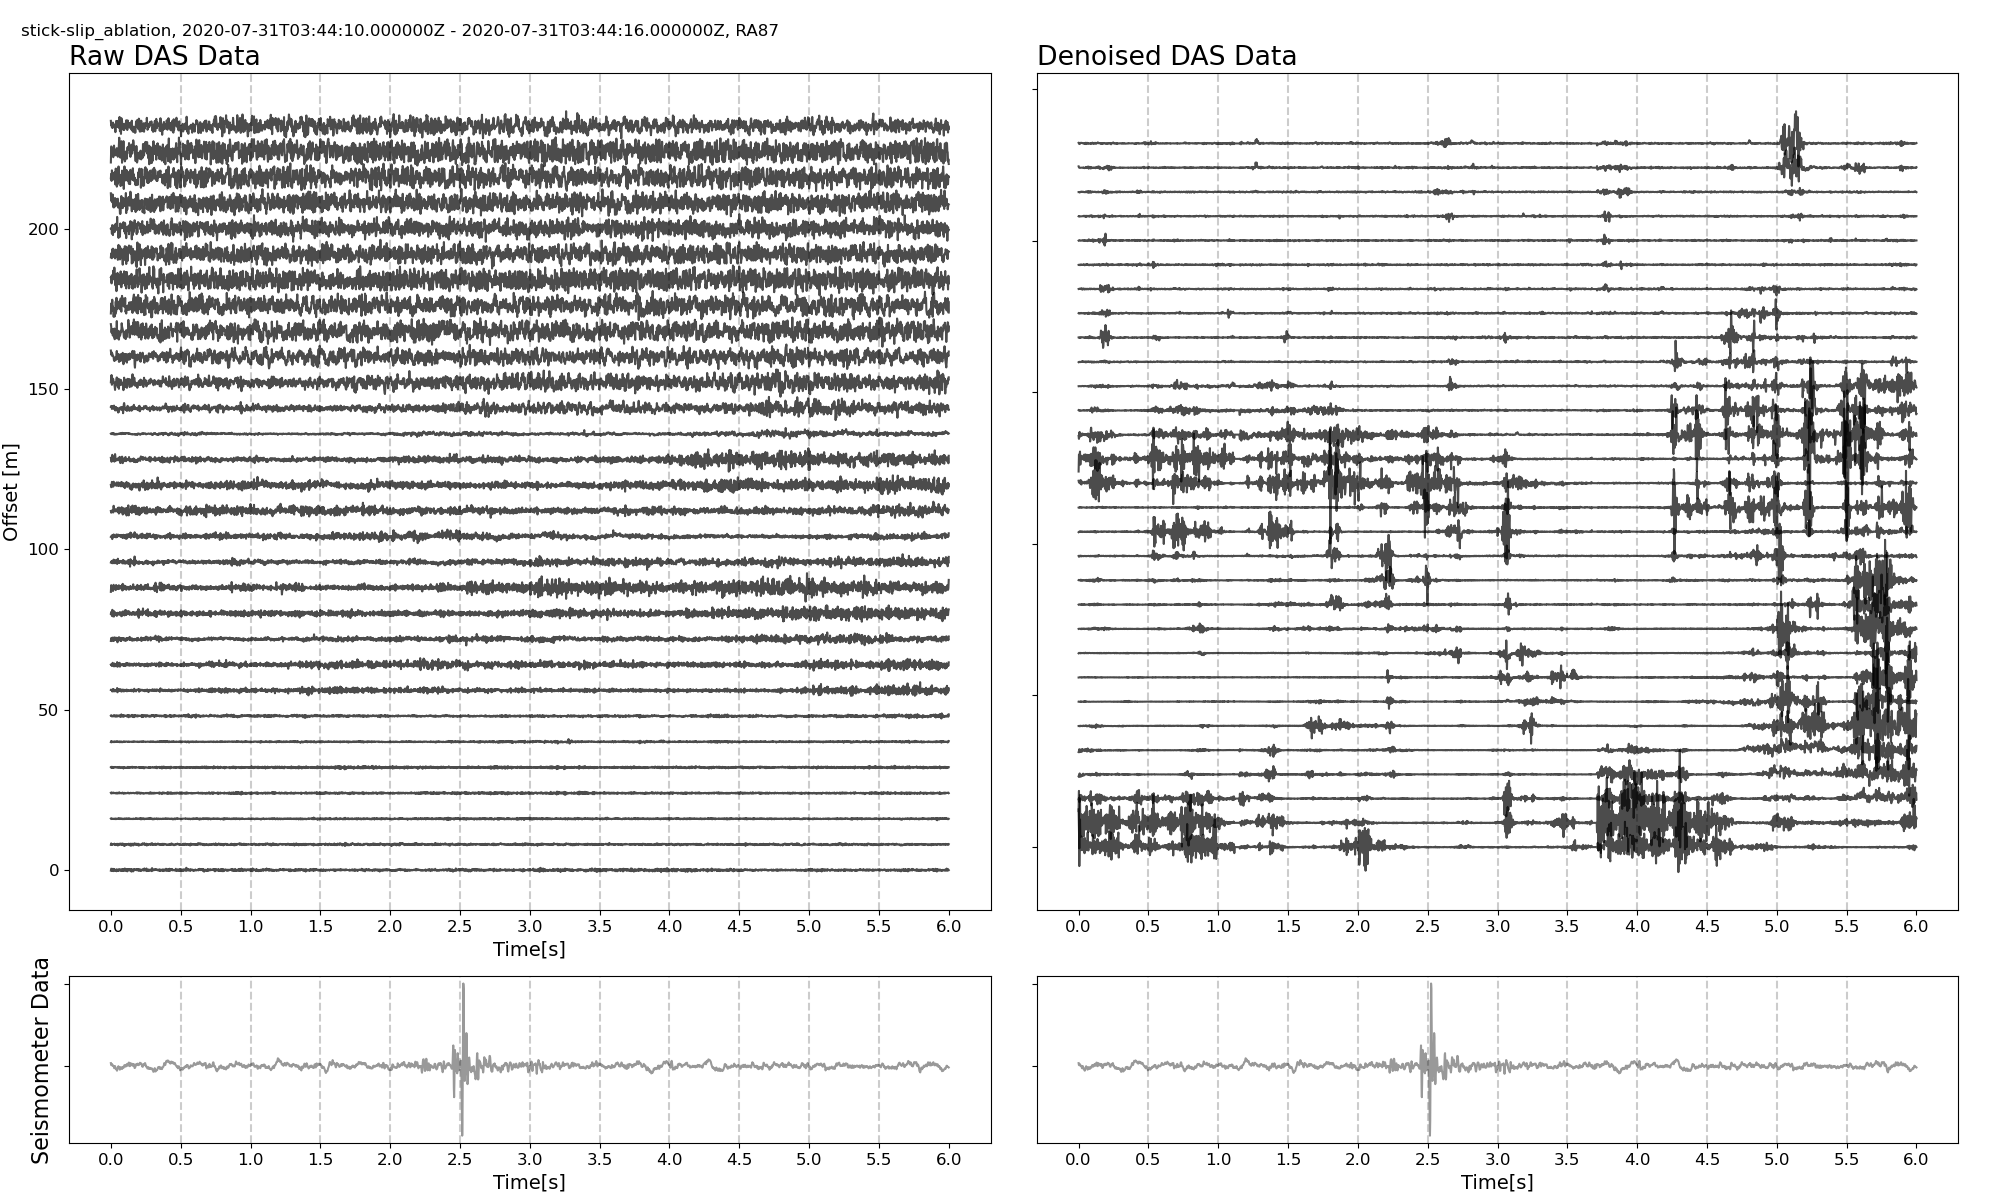 stick-slip_ablation, 2020-07-31T03:44:10.000000Z - 2020-07-31T03:44:16.000000Z, RA87
Raw DAS Data
Denoised DAS Data
Offset [m]
200
150
100
50
0
0.0 0.5 1.0 1.5 2.0 2.5 3.0 3.5 4.0 4.5 5.0 5.5 6.0
Time[s]
0.0 0.5 1.0 1.5 2.0 2.5 3.0 3.5 4.0 4.5 5.0 5.5 6.0
Seismometer Data
0.0 0.5 1.0 1.5 2.0 2.5 3.0 3.5 4.0 4.5 5.0 5.5 6.0
Time[s]
0.0 0.5 1.0 1.5 2.0 2.5 3.0 3.5 4.0 4.5 5.0 5.5 6.0
Time[s]